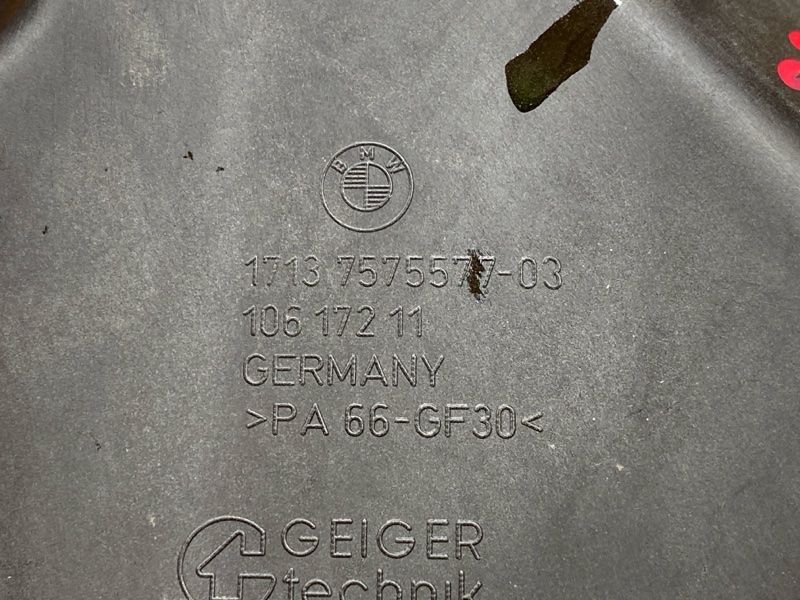 BMW
1713 7575577-03
106 172 11
GERMANY
>PA 66-GF30<
GEIGER
technik